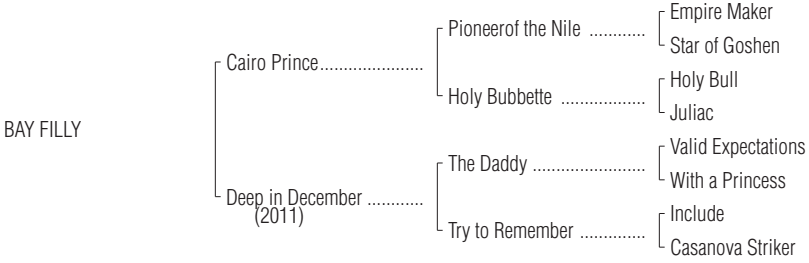 Empire Maker
Pioneerof the Nile ............
Star of Goshen
Cairo Prince......................
Holy Bull
Holy Bubbette ..................
Juliac
BAY FILLY
Valid Expectations
The Daddy ........................
With a Princess
Deep in December ............
(2011)
Include
Try to Remember ..............
Casanova Striker